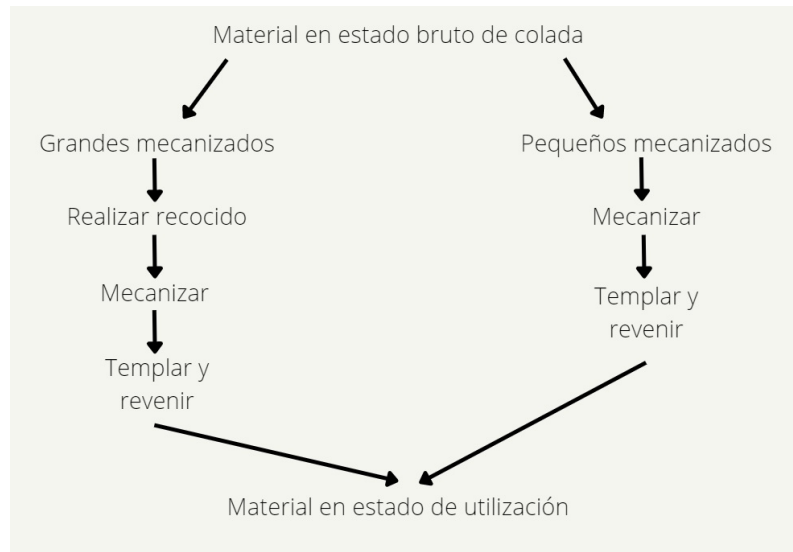 Material en estado bruto de colada
Grandes mecanizados
Realizar recocido
Mecanizar
Templar y
revenir
Pequeños mecanizados
Mecanizar
Templar y
revenir
Material en estado de utilización